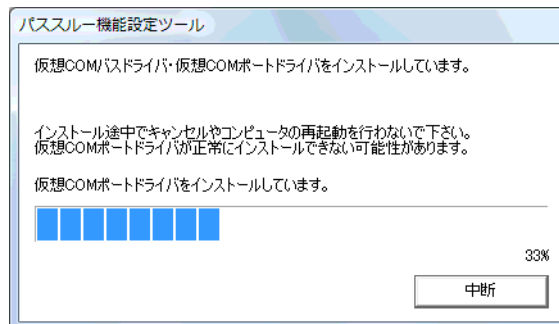 パススルー機能設定ツール
仮想COMバスドライバ・仮想COMポートドライバをインストールしています。
インストール途中でキャンセルやコンピュータの再起動を行わないで下さい。
仮想COMポートドライバが正常にインストールできない可能性があります。
仮想COMポートドライバをインストールしています。
33%
中断